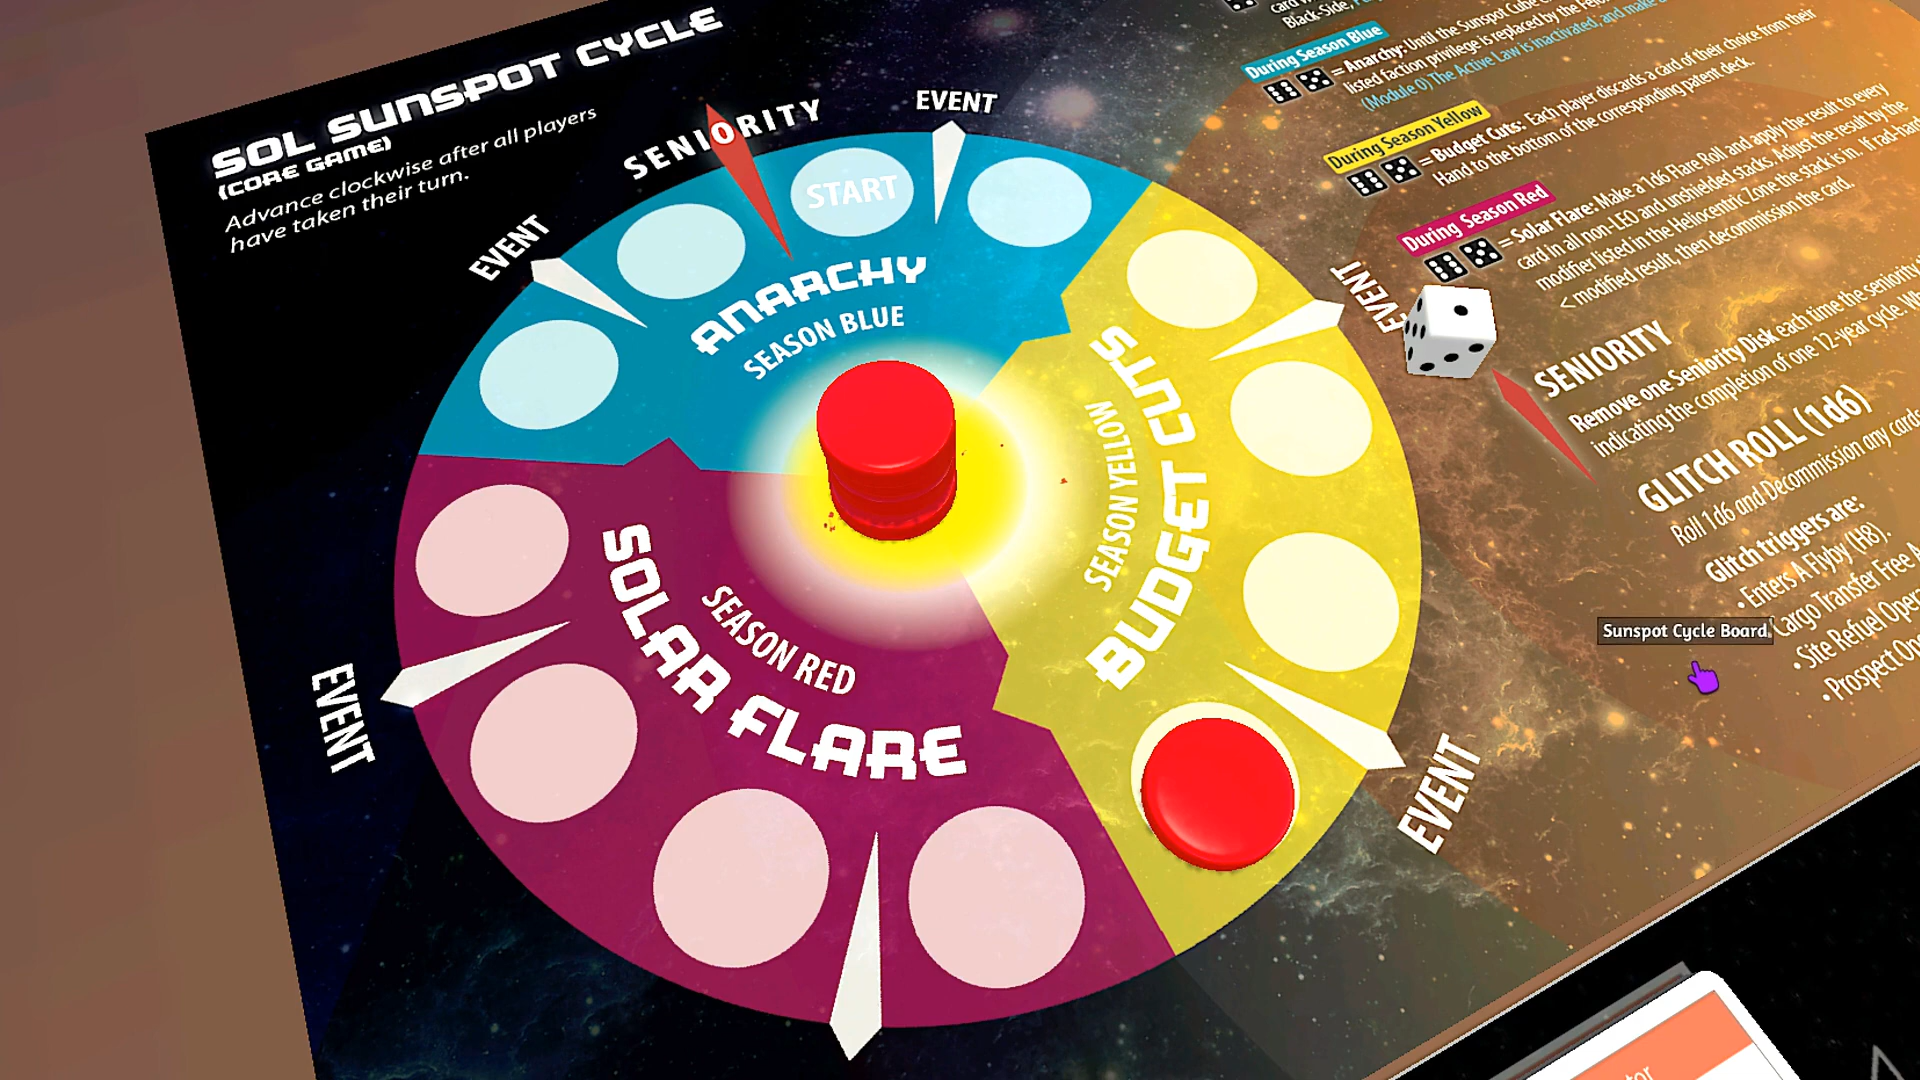 SOL SUNSPOT CYCLE
(CORE GAME)
Advance clockwise after all players
have taken their turn.
SENIORITY
EVENT
EVENT
START
ANARCHY
SEASON BLUE
EVENT
BUDGET CUTS
SEASON YELLOW
EVENT
SOLAR FLARE
SEASON RED
EVENT
Black-Side,
During Season Blue
= Anarchy: Until the Sunspot Cube
listed faction privilege is replaced by the
(Module 0) The Active Law is inactivated, and make
During Season Yellow
= Budget Cuts: Each player discards a card of their choice from their
Hand to the bottom of the corresponding patent deck.
During Season Red
= Solar Flare: Make a 1d6 Flare Roll and apply the result to every
card in all non-LEO and unshielded stacks. Adjust the result by the
modifier listed in the Heliocentric Zone the stack is in. If rad-hard
< modified result, then decommission the card.
EVENT
SENIORITY
Remove one Seniority Disk each time the seniority
indicating the completion of one 12-year cycle.
GLITCH ROLL (1d6)
Roll 1d6 and Decommission any cards
Glitch triggers are:
• Enters A Flyby (H8).
Cargo Transfer Free
• Site Refuel
• Prospect
Sunspot Cycle Board